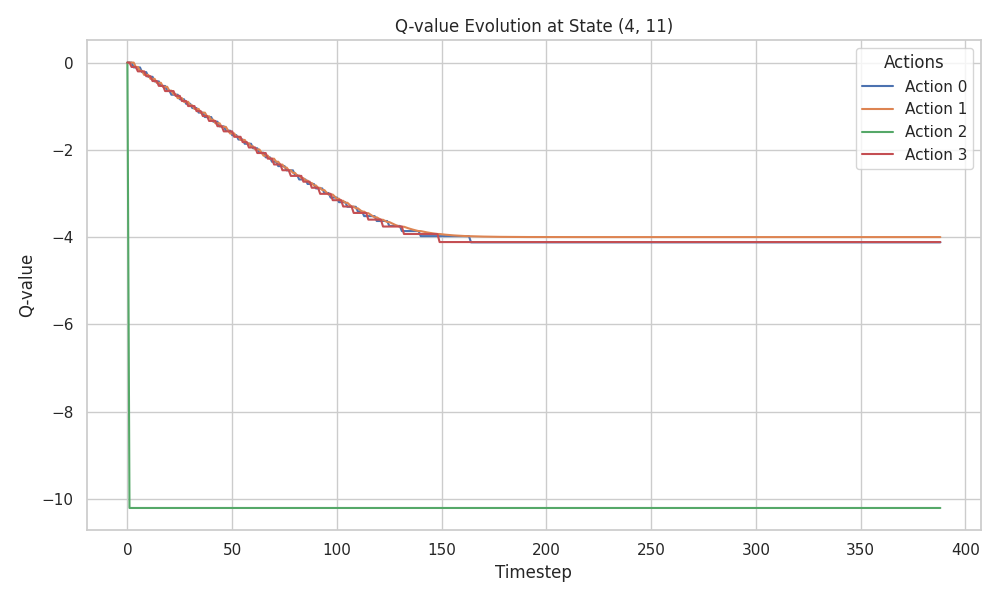 Q-value Evolution at State (4, 11)
Actions
Action 0
Action 1
Action 2
Action 3
Q-value
0
−2
−4
−6
−8
−10
0 50 100 150 200 250 300 350 400
Timestep